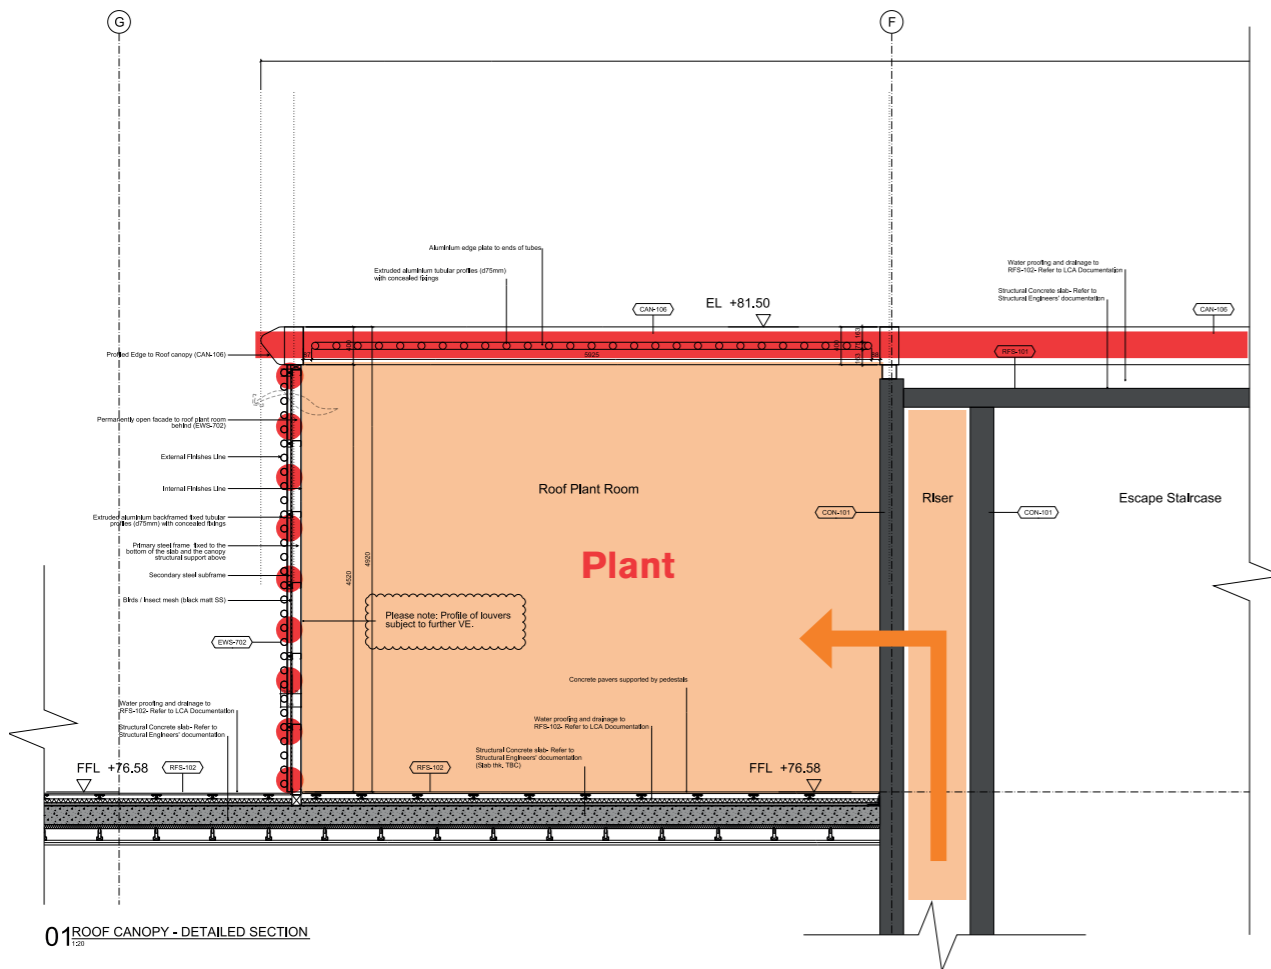 G
F
Aluminium edge plate to ends of tubes
Extruded aluminium tubular profiles (d75mm)
with concealed fixings
EL +81.50
CAN-106
Water proofing and drainage to
RFS-102- Refer to LCA Documentation
Structural Concrete slab- Refer to
Structural Engineers' documentation
CAN-106
RFS-101
Profiled Edge to Roof canopy (CAN-106)
5925
400
400
163
163
Permanently open facade to roof plant room
behind (EWS-702)
External Finishes Line
Internal Finishes Line
Extruded aluminium backframed fixed tubular
profiles (d75mm) with concealed fixings
Primary steel frame fixed to the
bottom of the slab and the canopy
structural support above
Secondary steel subframe
Birds / Insect mesh (black matt SS)
EWS-702
4520
4920
Roof Plant Room
Plant
Please note: Profile of louvers
subject to further VE.
CON-101
Riser
CON-101
Escape Staircase
Concrete pavers supported by pedestals
Water proofing and drainage to
RFS-102- Refer to LCA Documentation
Structural Concrete slab- Refer to
Structural Engineers' documentation
(Slab thk. TBC)
Water proofing and drainage to
RFS-102- Refer to LCA Documentation
Structural Concrete slab- Refer to
Structural Engineers' documentation
FFL +76.58
RFS-102
RFS-102
FFL +76.58
01 ROOF CANOPY - DETAILED SECTION
1:20